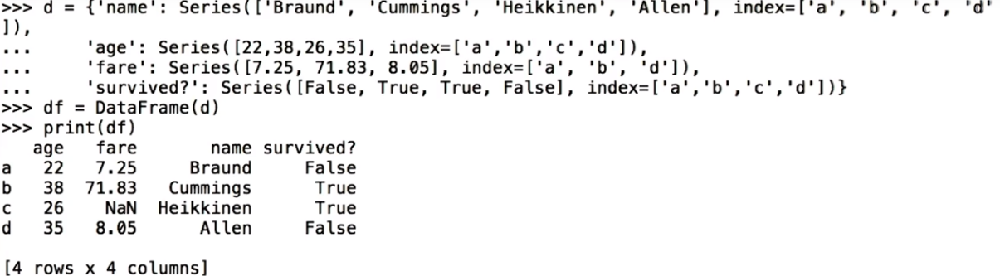 >>> d = {'name': Series(['Braund', 'Cummings', 'Heikkinen', 'Allen'], index=['a', 'b', 'c', 'd'
]),
...     'age': Series([22,38,26,35], index=['a','b','c','d']),
...     'fare': Series([7.25, 71.83, 8.05], index=['a', 'b', 'd']),
...     'survived?': Series([False, True, True, False], index=['a','b','c','d'])}
>>> df = DataFrame(d)
>>> print(df)
   age   fare       name survived?
a   22   7.25     Braund     False
b   38  71.83   Cummings      True
c   26    NaN  Heikkinen      True
d   35   8.05      Allen     False
[4 rows x 4 columns]